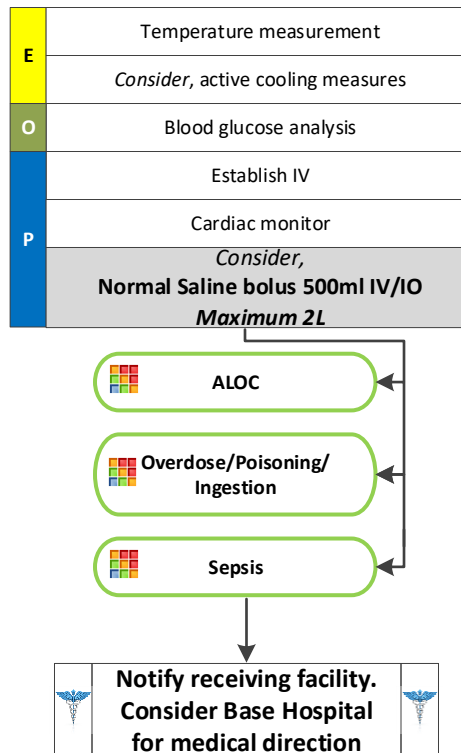 E
Temperature measurement
Consider, active cooling measures
O
Blood glucose analysis
P
Establish IV
Cardiac monitor
Consider,
Normal Saline bolus 500ml IV/IO
Maximum 2L
ALOC
Overdose/Poisoning/
Ingestion
Sepsis
Notify receiving facility.
Consider Base Hospital
for medical direction